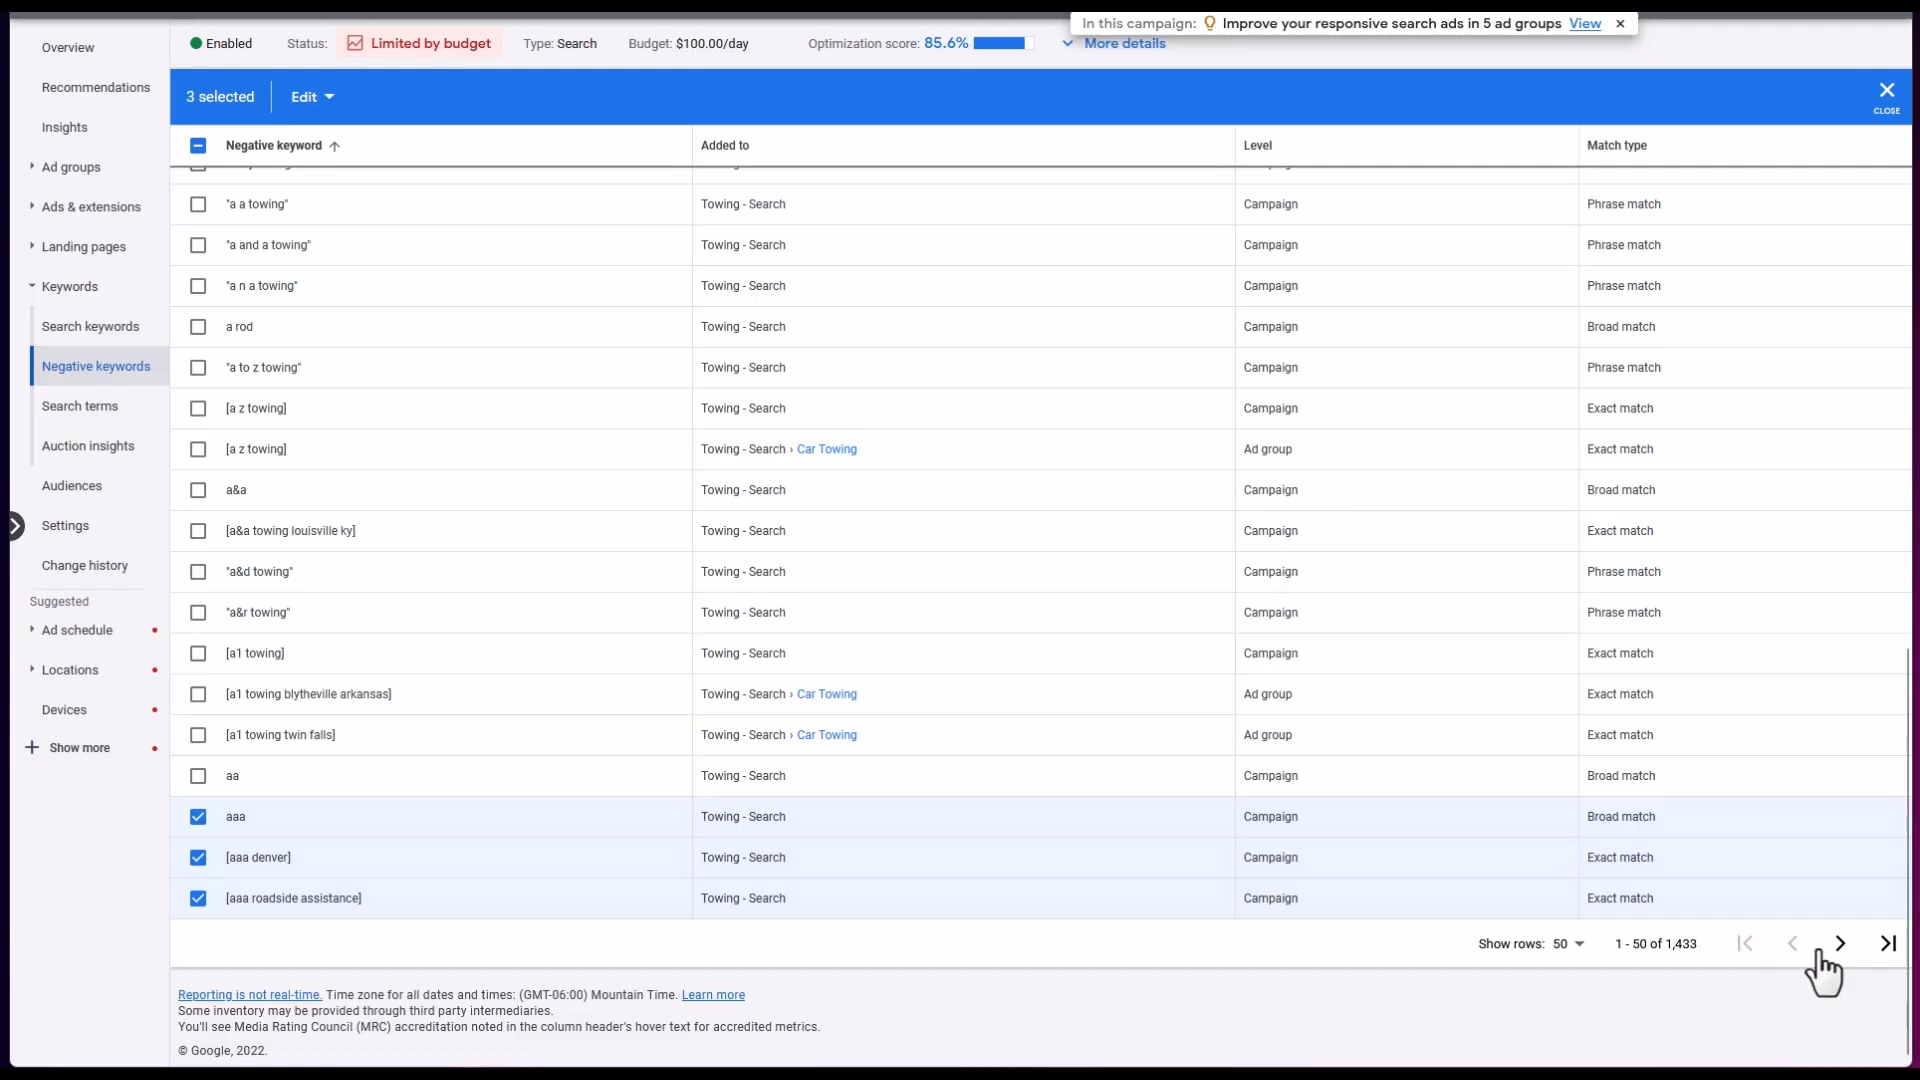 In this campaign: Improve your responsive search ads in 5 ad groups View
Enabled Status: Limited by budget Type: Search Budget: $100.00/day Optimization score: 85.6% More details
3 selected Edit CLOSE
Overview
Recommendations
Insights
Ad groups
Ads & extensions
Landing pages
Keywords
Search keywords
Negative keywords
Search terms
Auction insights
Audiences
Settings
Change history
Suggested
Ad schedule
Locations
Devices
Show more
Negative keyword Added to Level Match type
"a a towing" Towing - Search Campaign Phrase match
"a and a towing" Towing - Search Campaign Phrase match
"a n a towing" Towing - Search Campaign Phrase match
a rod Towing - Search Campaign Broad match
"a to z towing" Towing - Search Campaign Phrase match
[a z towing] Towing - Search Campaign Exact match
[a z towing] Towing - Search › Car Towing Ad group Exact match
a&a Towing - Search Campaign Broad match
[a&a towing louisville ky] Towing - Search Campaign Exact match
"a&d towing" Towing - Search Campaign Phrase match
"a&r towing" Towing - Search Campaign Phrase match
[a1 towing] Towing - Search Campaign Exact match
[a1 towing blytheville arkansas] Towing - Search › Car Towing Ad group Exact match
[a1 towing twin falls] Towing - Search › Car Towing Ad group Exact match
aa Towing - Search Campaign Broad match
aaa Towing - Search Campaign Broad match
[aaa denver] Towing - Search Campaign Exact match
[aaa roadside assistance] Towing - Search Campaign Exact match
Show rows: 50 1 - 50 of 1,433
Reporting is not real-time. Time zone for all dates and times: (GMT-06:00) Mountain Time. Learn more
Some inventory may be provided through third party intermediaries.
You'll see Media Rating Council (MRC) accreditation noted in the column header's hover text for accredited metrics.
© Google, 2022.